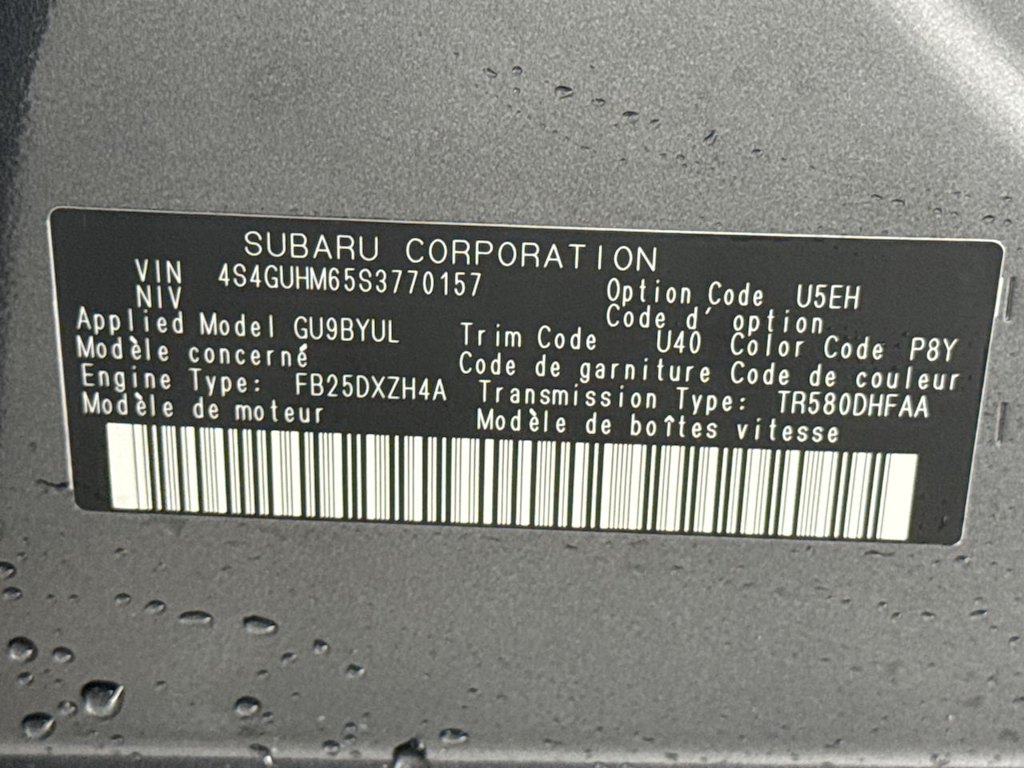 SUBARU CORPORATION
VIN 4S4GUHM65S3770157 Option Code U5EH
NIV Code d' option
Applied Model GU9BYUL Trim Code U40 Color Code P8Y
Modèle concerné Code de garniture Code de couleur
Engine Type: FB25DXZH4A Transmission Type: TR580DHFAA
Modèle de moteur Modèle de boîtes vitesse